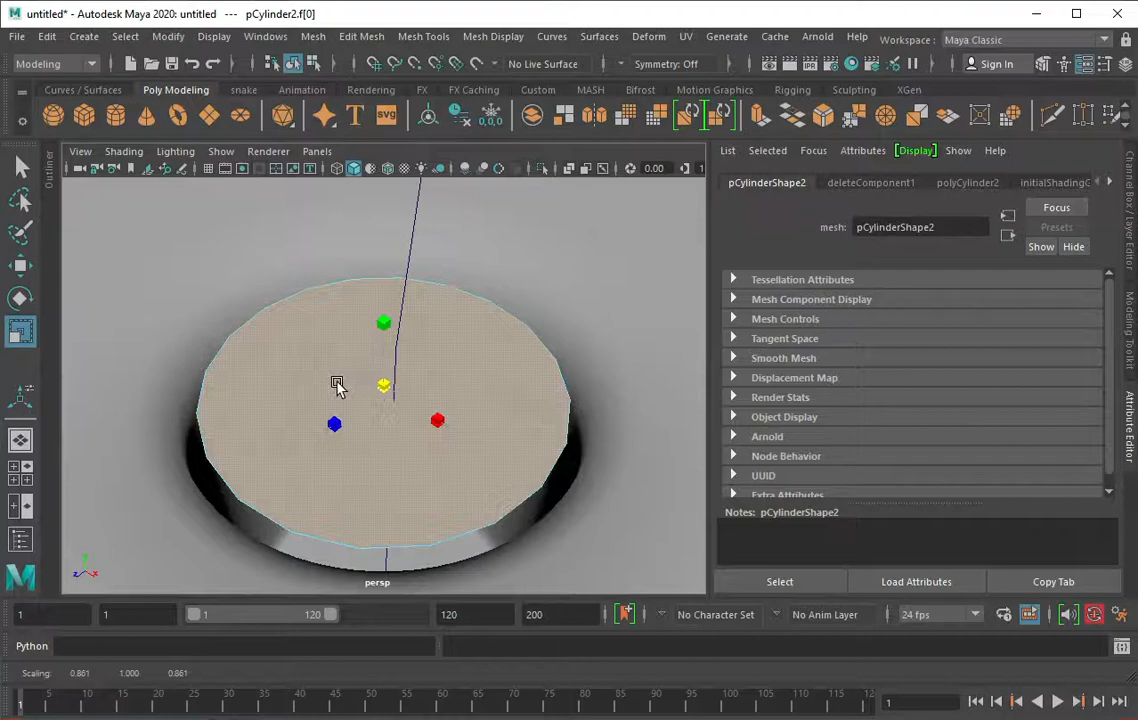 untitled* - Autodesk Maya 2020: untitled --- pCylinder2.f[0]
File Edit Create Select Modify Display Windows Mesh Edit Mesh Mesh Tools Mesh Display Curves Surfaces Deform UV Generate Cache Arnold Help Workspace : Maya Classic
Modeling No Live Surface Symmetry: Off Sign In
Curves / Surfaces Poly Modeling snake Animation Rendering FX FX Caching Custom MASH Bifrost Motion Graphics Rigging Sculpting XGen
T SVG 0,0,0
View Shading Lighting Show Renderer Panels
0.00 1
Outliner
persp
y
z x
List Selected Focus Attributes [Display] Show Help
pCylinderShape2 deleteComponent1 polyCylinder2 initialShadingG
mesh: pCylinderShape2
Focus
Presets
Show Hide
Tessellation Attributes
Mesh Component Display
Mesh Controls
Tangent Space
Smooth Mesh
Displacement Map
Render Stats
Object Display
Arnold
Node Behavior
UUID
Extra Attributes
Notes: pCylinderShape2
Select Load Attributes Copy Tab
Channel Box / Layer Editor
Modeling Toolkit
Attribute Editor
1 1 1 120 120 200 No Character Set No Anim Layer 24 fps
Python
Scaling: 0.861 1.000 0.861
1 5 10 15 20 25 30 35 40 45 50 55 60 65 70 75 80 85 90 95 100 105 110 115 12 1